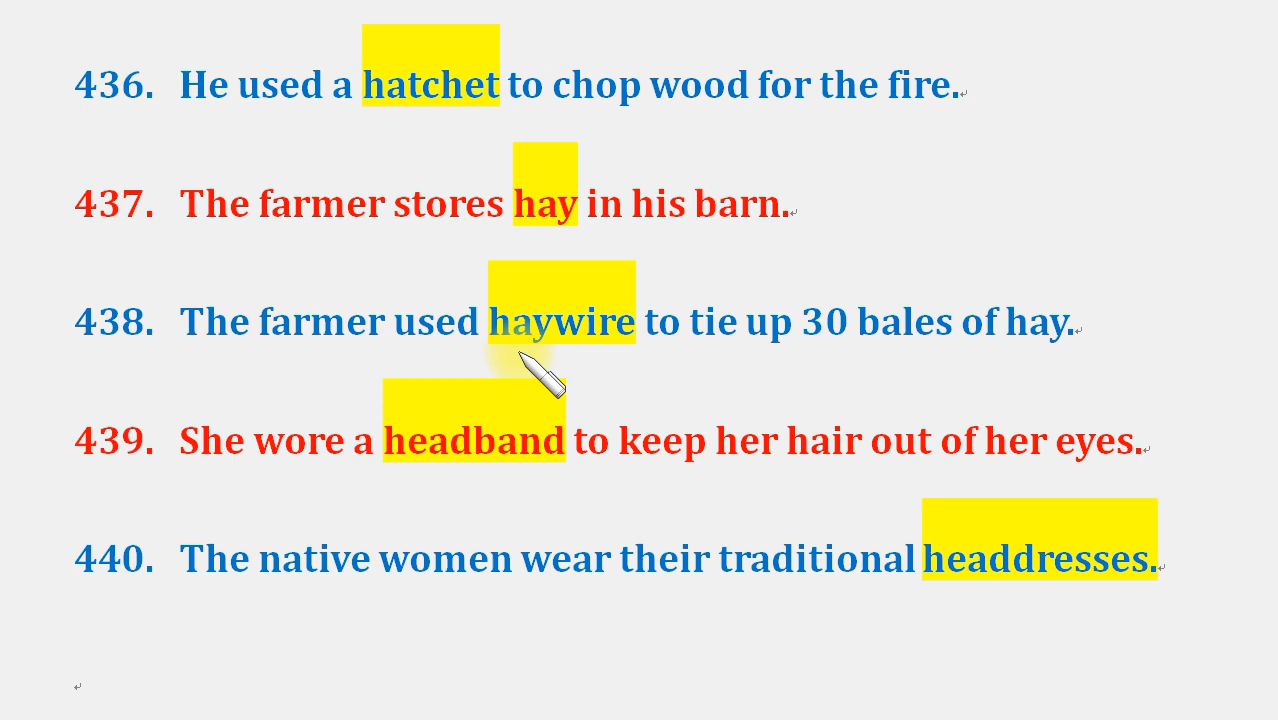 436. He used a hatchet to chop wood for the fire.
437. The farmer stores hay in his barn.
438. The farmer used haywire to tie up 30 bales of hay.
439. She wore a headband to keep her hair out of her eyes.
440. The native women wear their traditional headdresses.